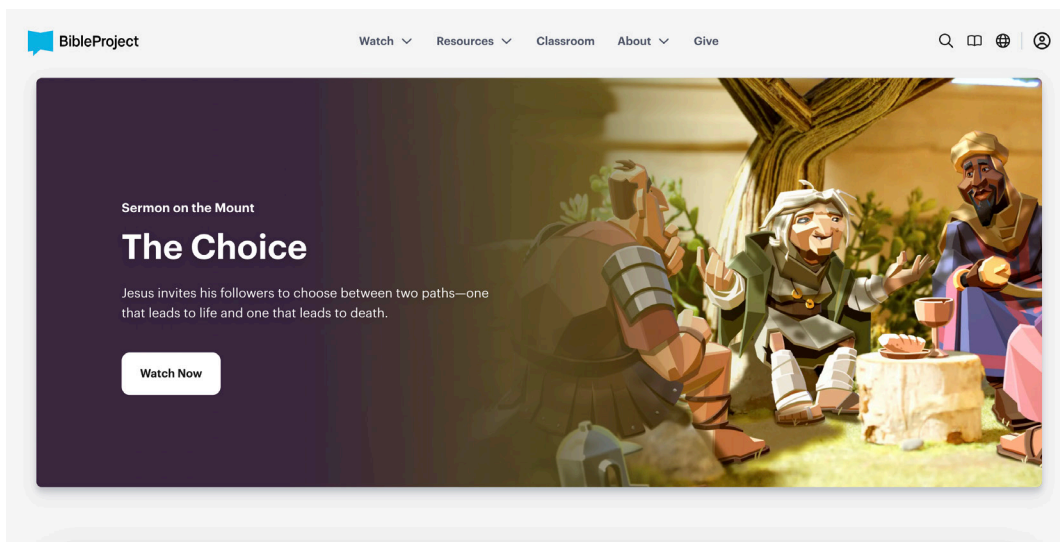 BibleProject
Watch Resources Classroom About Give
Sermon on the Mount
The Choice
Jesus invites his followers to choose between two paths—one
that leads to life and one that leads to death.
Watch Now